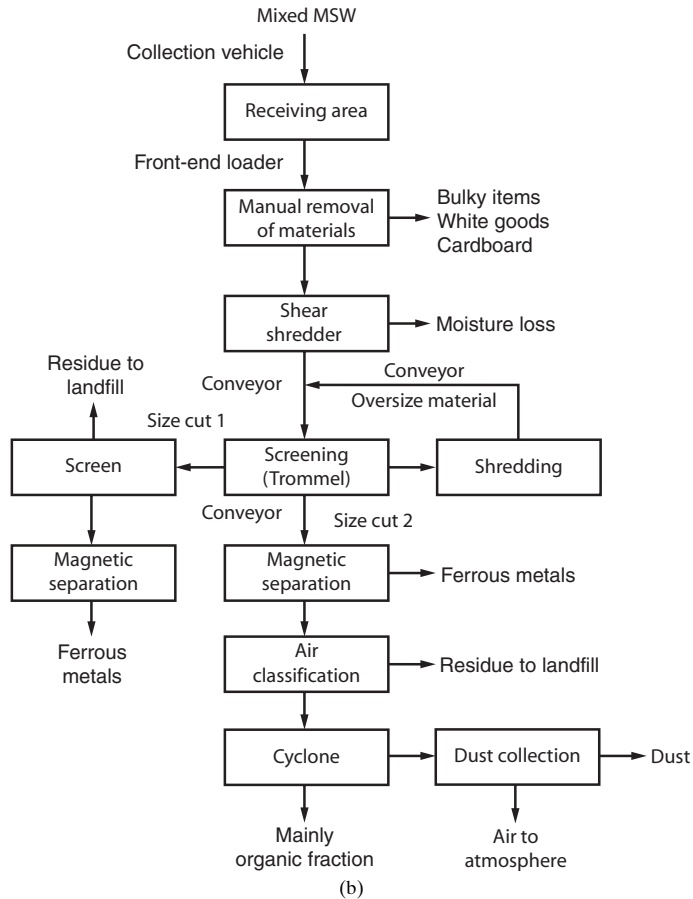 Mixed MSW
Collection vehicle
Receiving area
Front-end loader
Manual removal
of materials
Bulky items
White goods
Cardboard
Shear
shredder
Moisture loss
Residue to
landfill
Conveyor
Conveyor
Oversize material
Size cut 1
Screen
Screening
(Trommel)
Shredding
Conveyor
Size cut 2
Magnetic
separation
Magnetic
separation
Ferrous metals
Ferrous
metals
Air
classification
Residue to landfill
Cyclone
Dust collection
Dust
Mainly
organic fraction
Air to
atmosphere
(b)